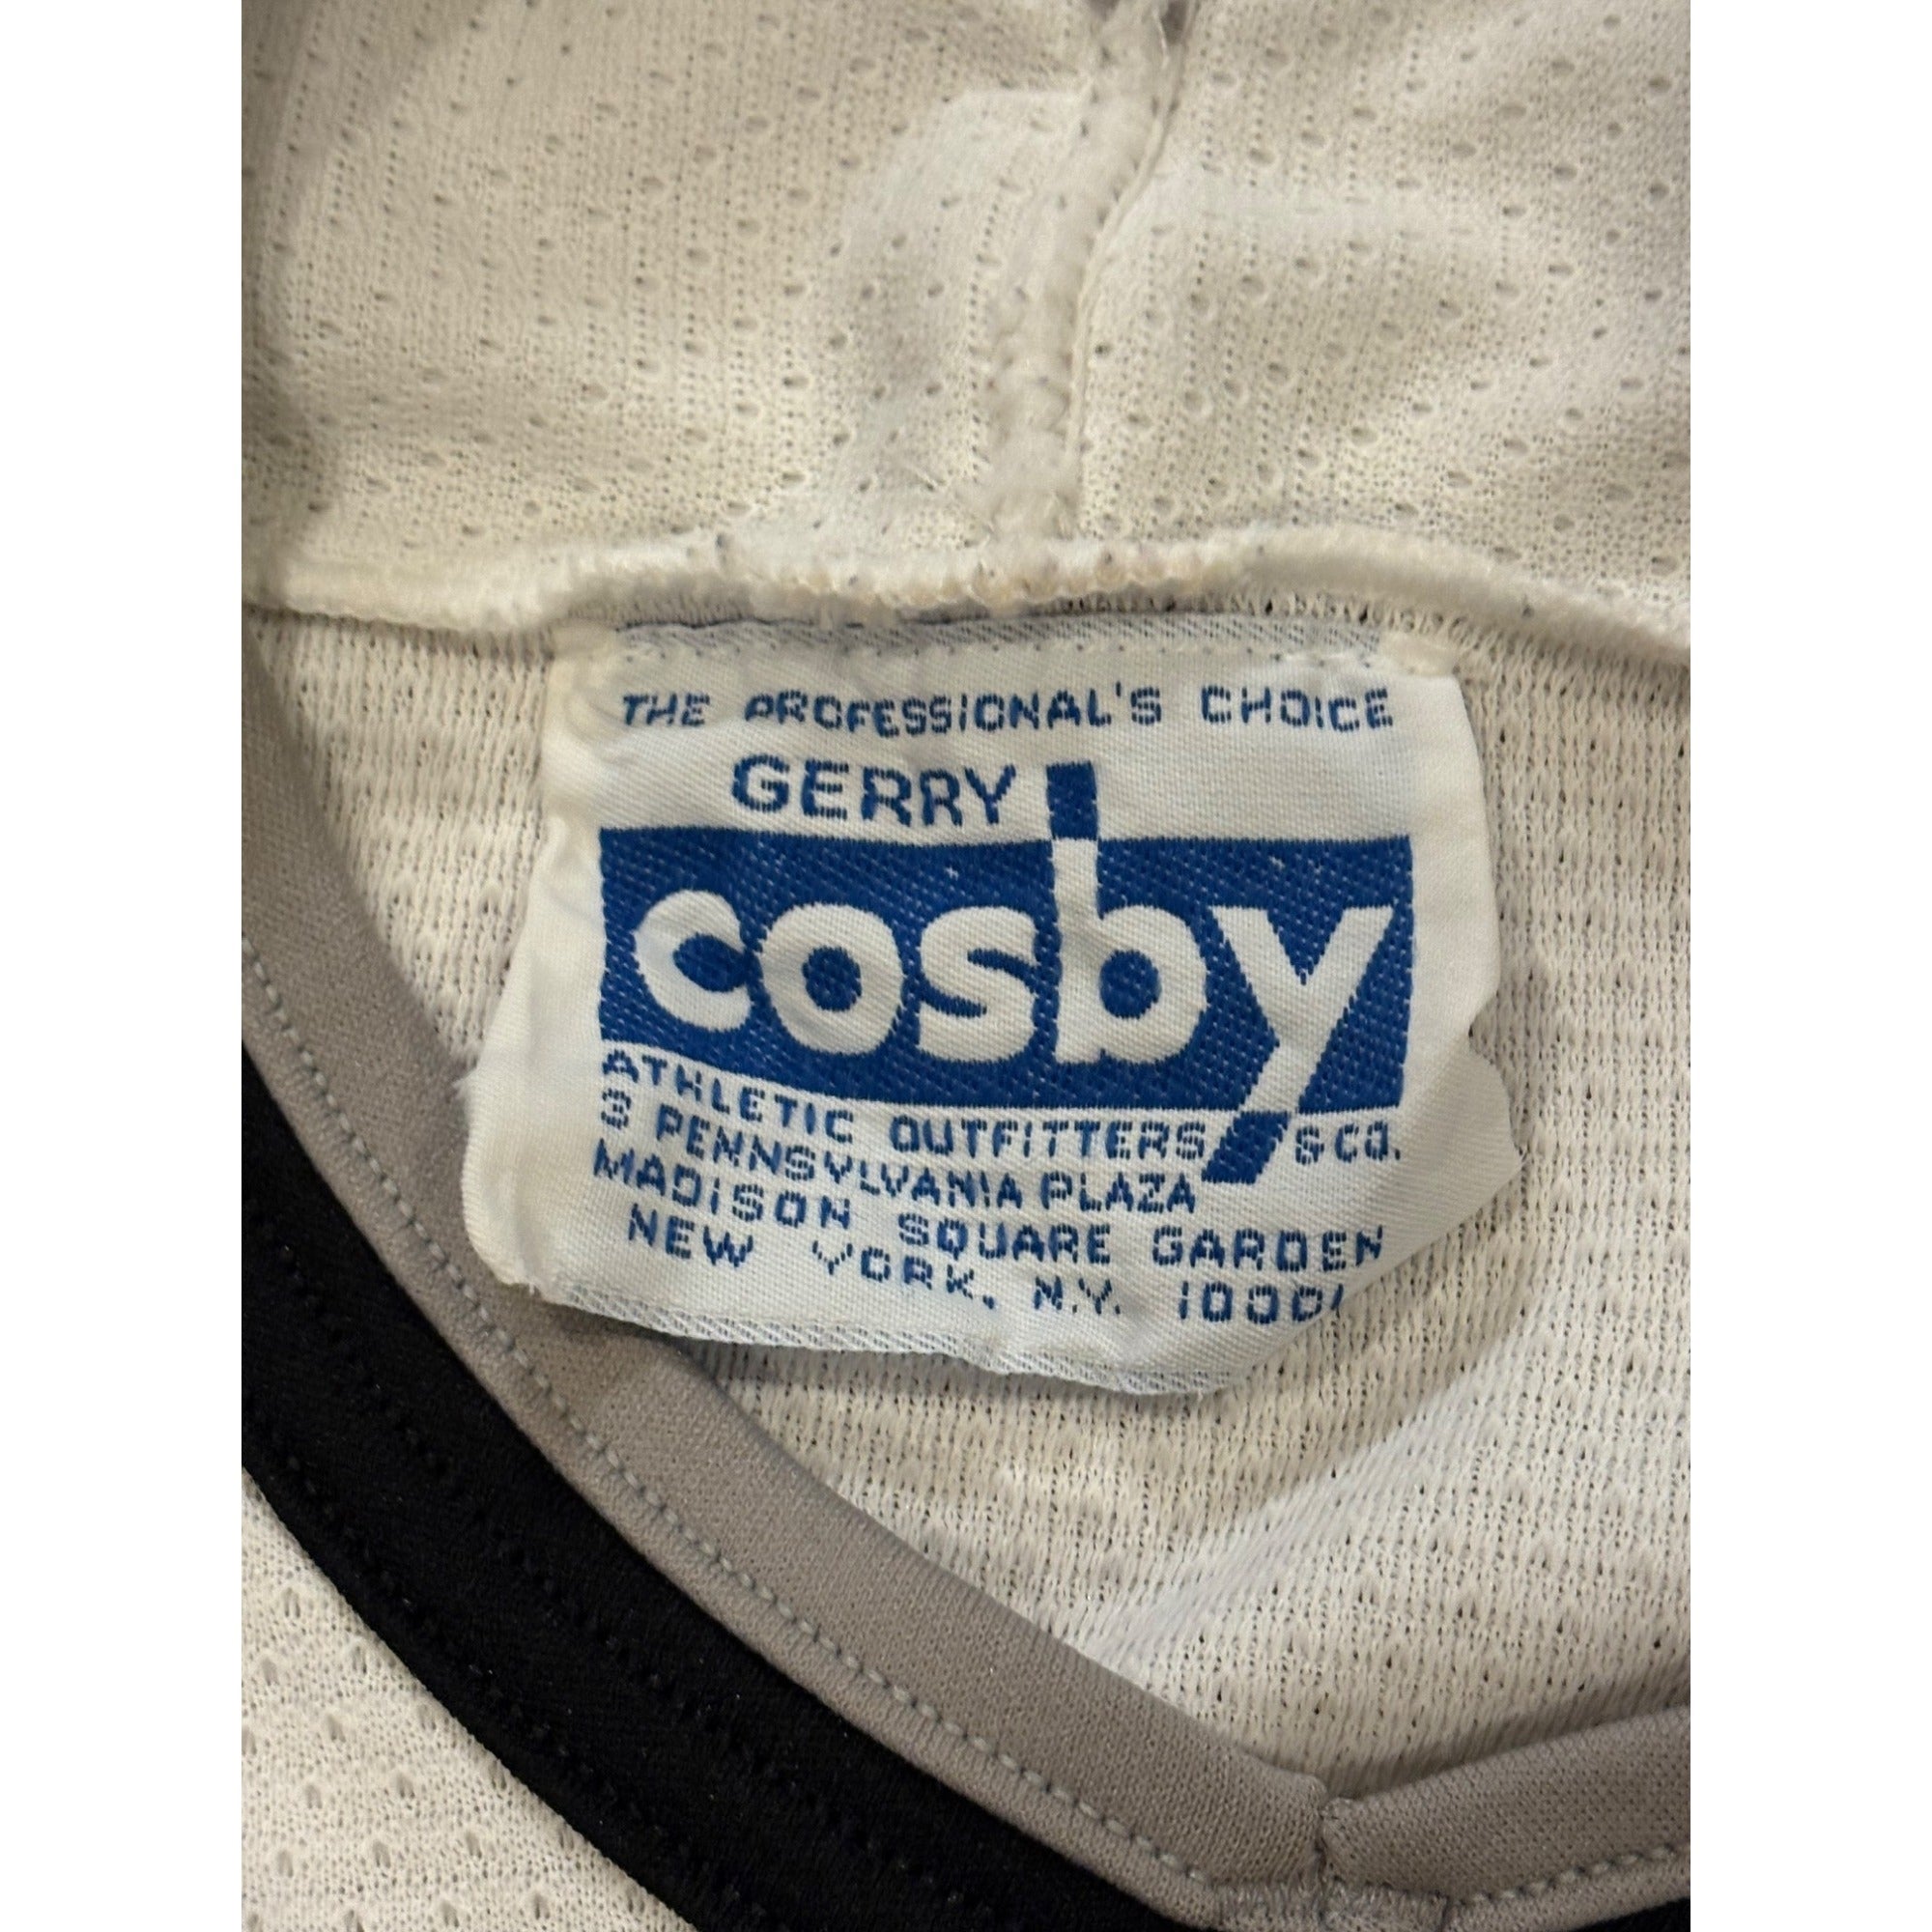 THE PROFESSIONAL'S CHOICE
GERRY
cosby
ATHLETIC OUTFITTERS & CO.
3 PENNSYLVANIA PLAZA
MADISON SQUARE GARDEN
NEW YORK, N.Y. 10001